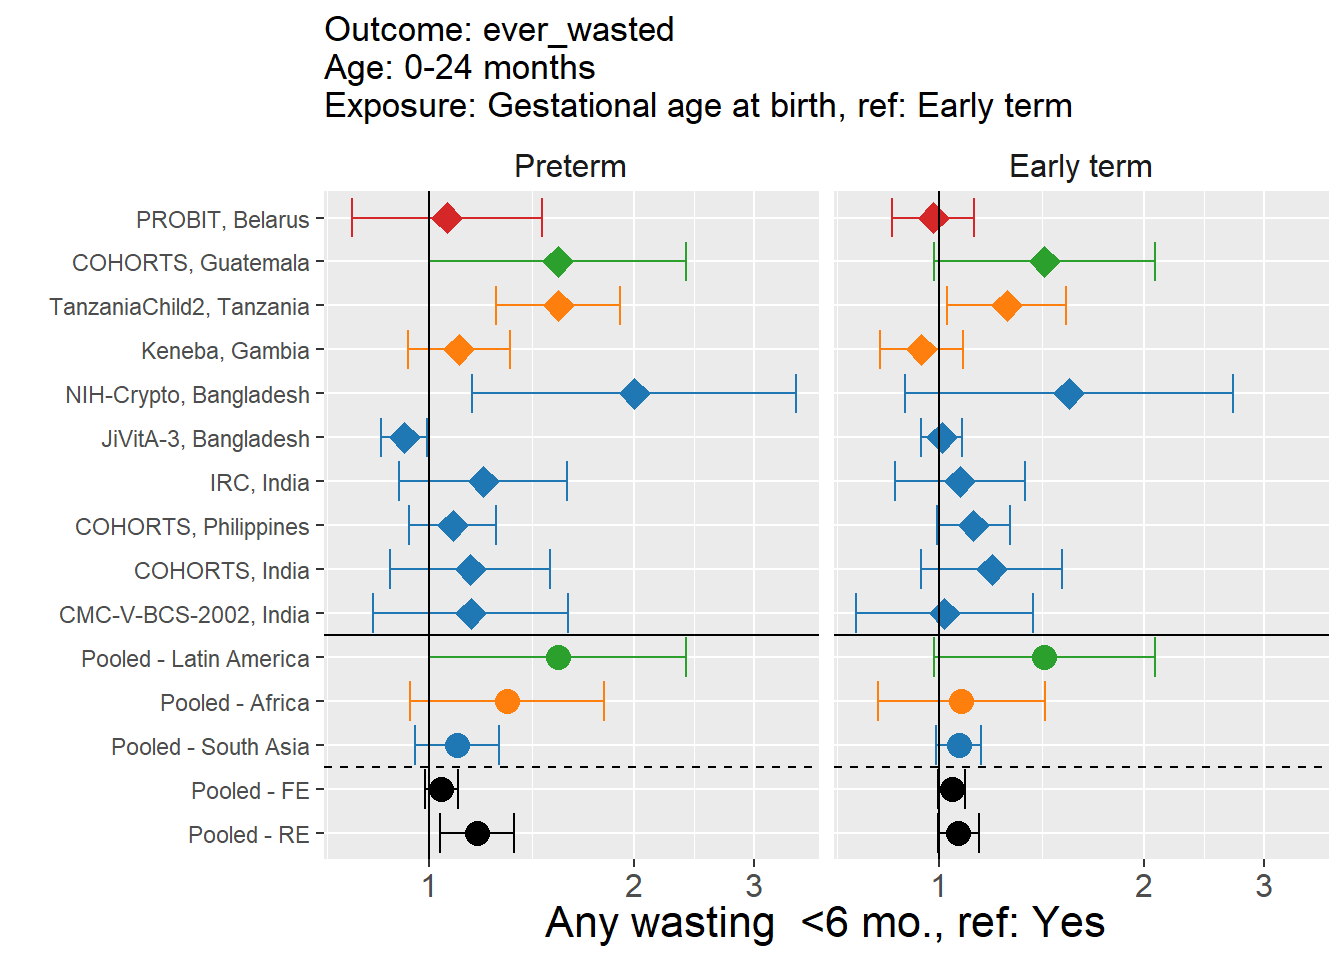 Outcome: ever_wasted
Age: 0-24 months
Exposure: Gestational age at birth, ref: Early term
Preterm
Early term
PROBIT, Belarus
COHORTS, Guatemala
TanzaniaChild2, Tanzania
Keneba, Gambia
NIH-Crypto, Bangladesh
JiVitA-3, Bangladesh
IRC, India
COHORTS, Philippines
COHORTS, India
CMC-V-BCS-2002, India
Pooled - Latin America
Pooled - Africa
Pooled - South Asia
Pooled - FE
Pooled - RE
1 2 3 1 2 3
Any wasting  <6 mo., ref: Yes